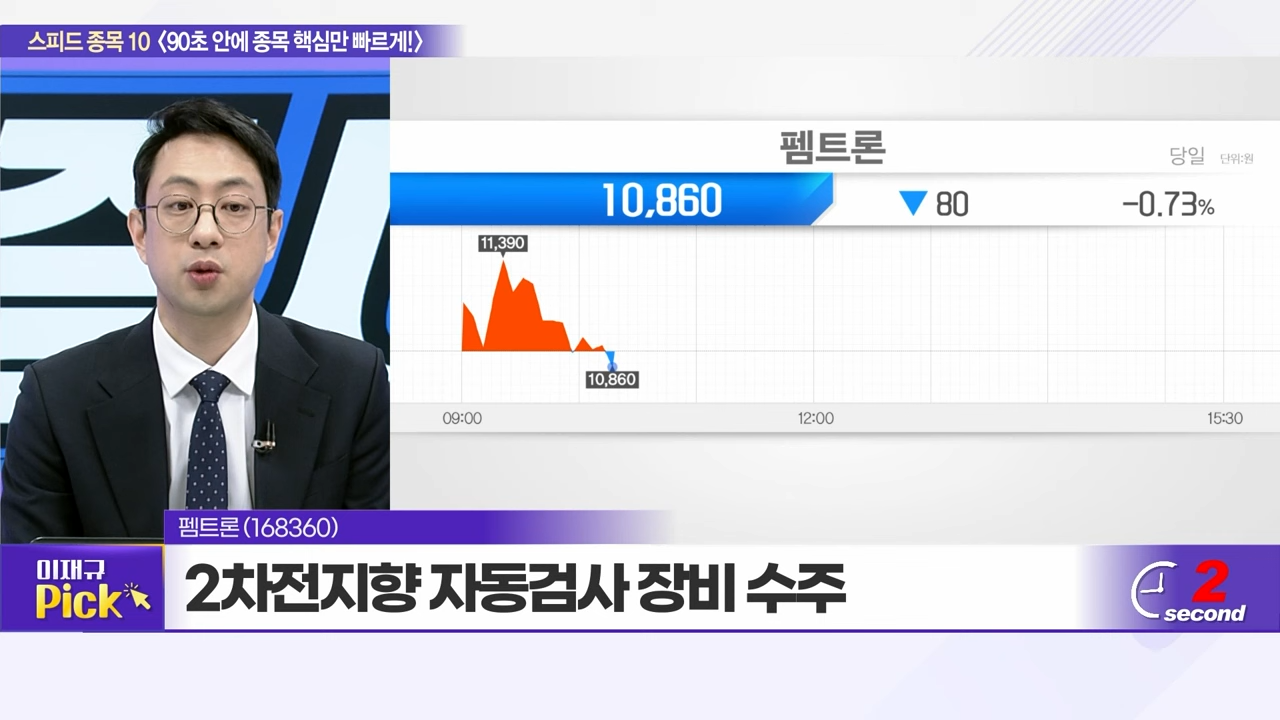 스피드 종목 10 〈90초 안에 종목 핵심만 빠르게!〉
펨트론
당일 단위:원
10,860 ▼ 80 -0.73%
11,390
10,860
09:00 12:00 15:30
펨트론 (168360)
이재규
Pick
2차전지향 자동검사 장비 수주
2
second